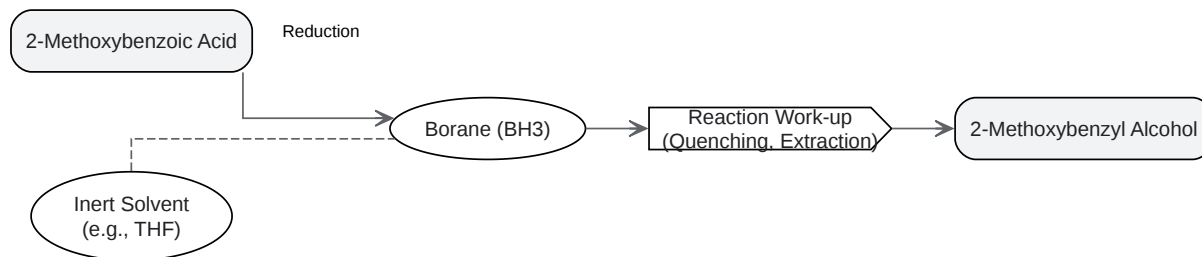 2-Methoxybenzoic Acid
Reduction
Borane (BH3)
Reaction Work-up
(Quenching, Extraction)
2-Methoxybenzyl Alcohol
Inert Solvent
(e.g., THF)